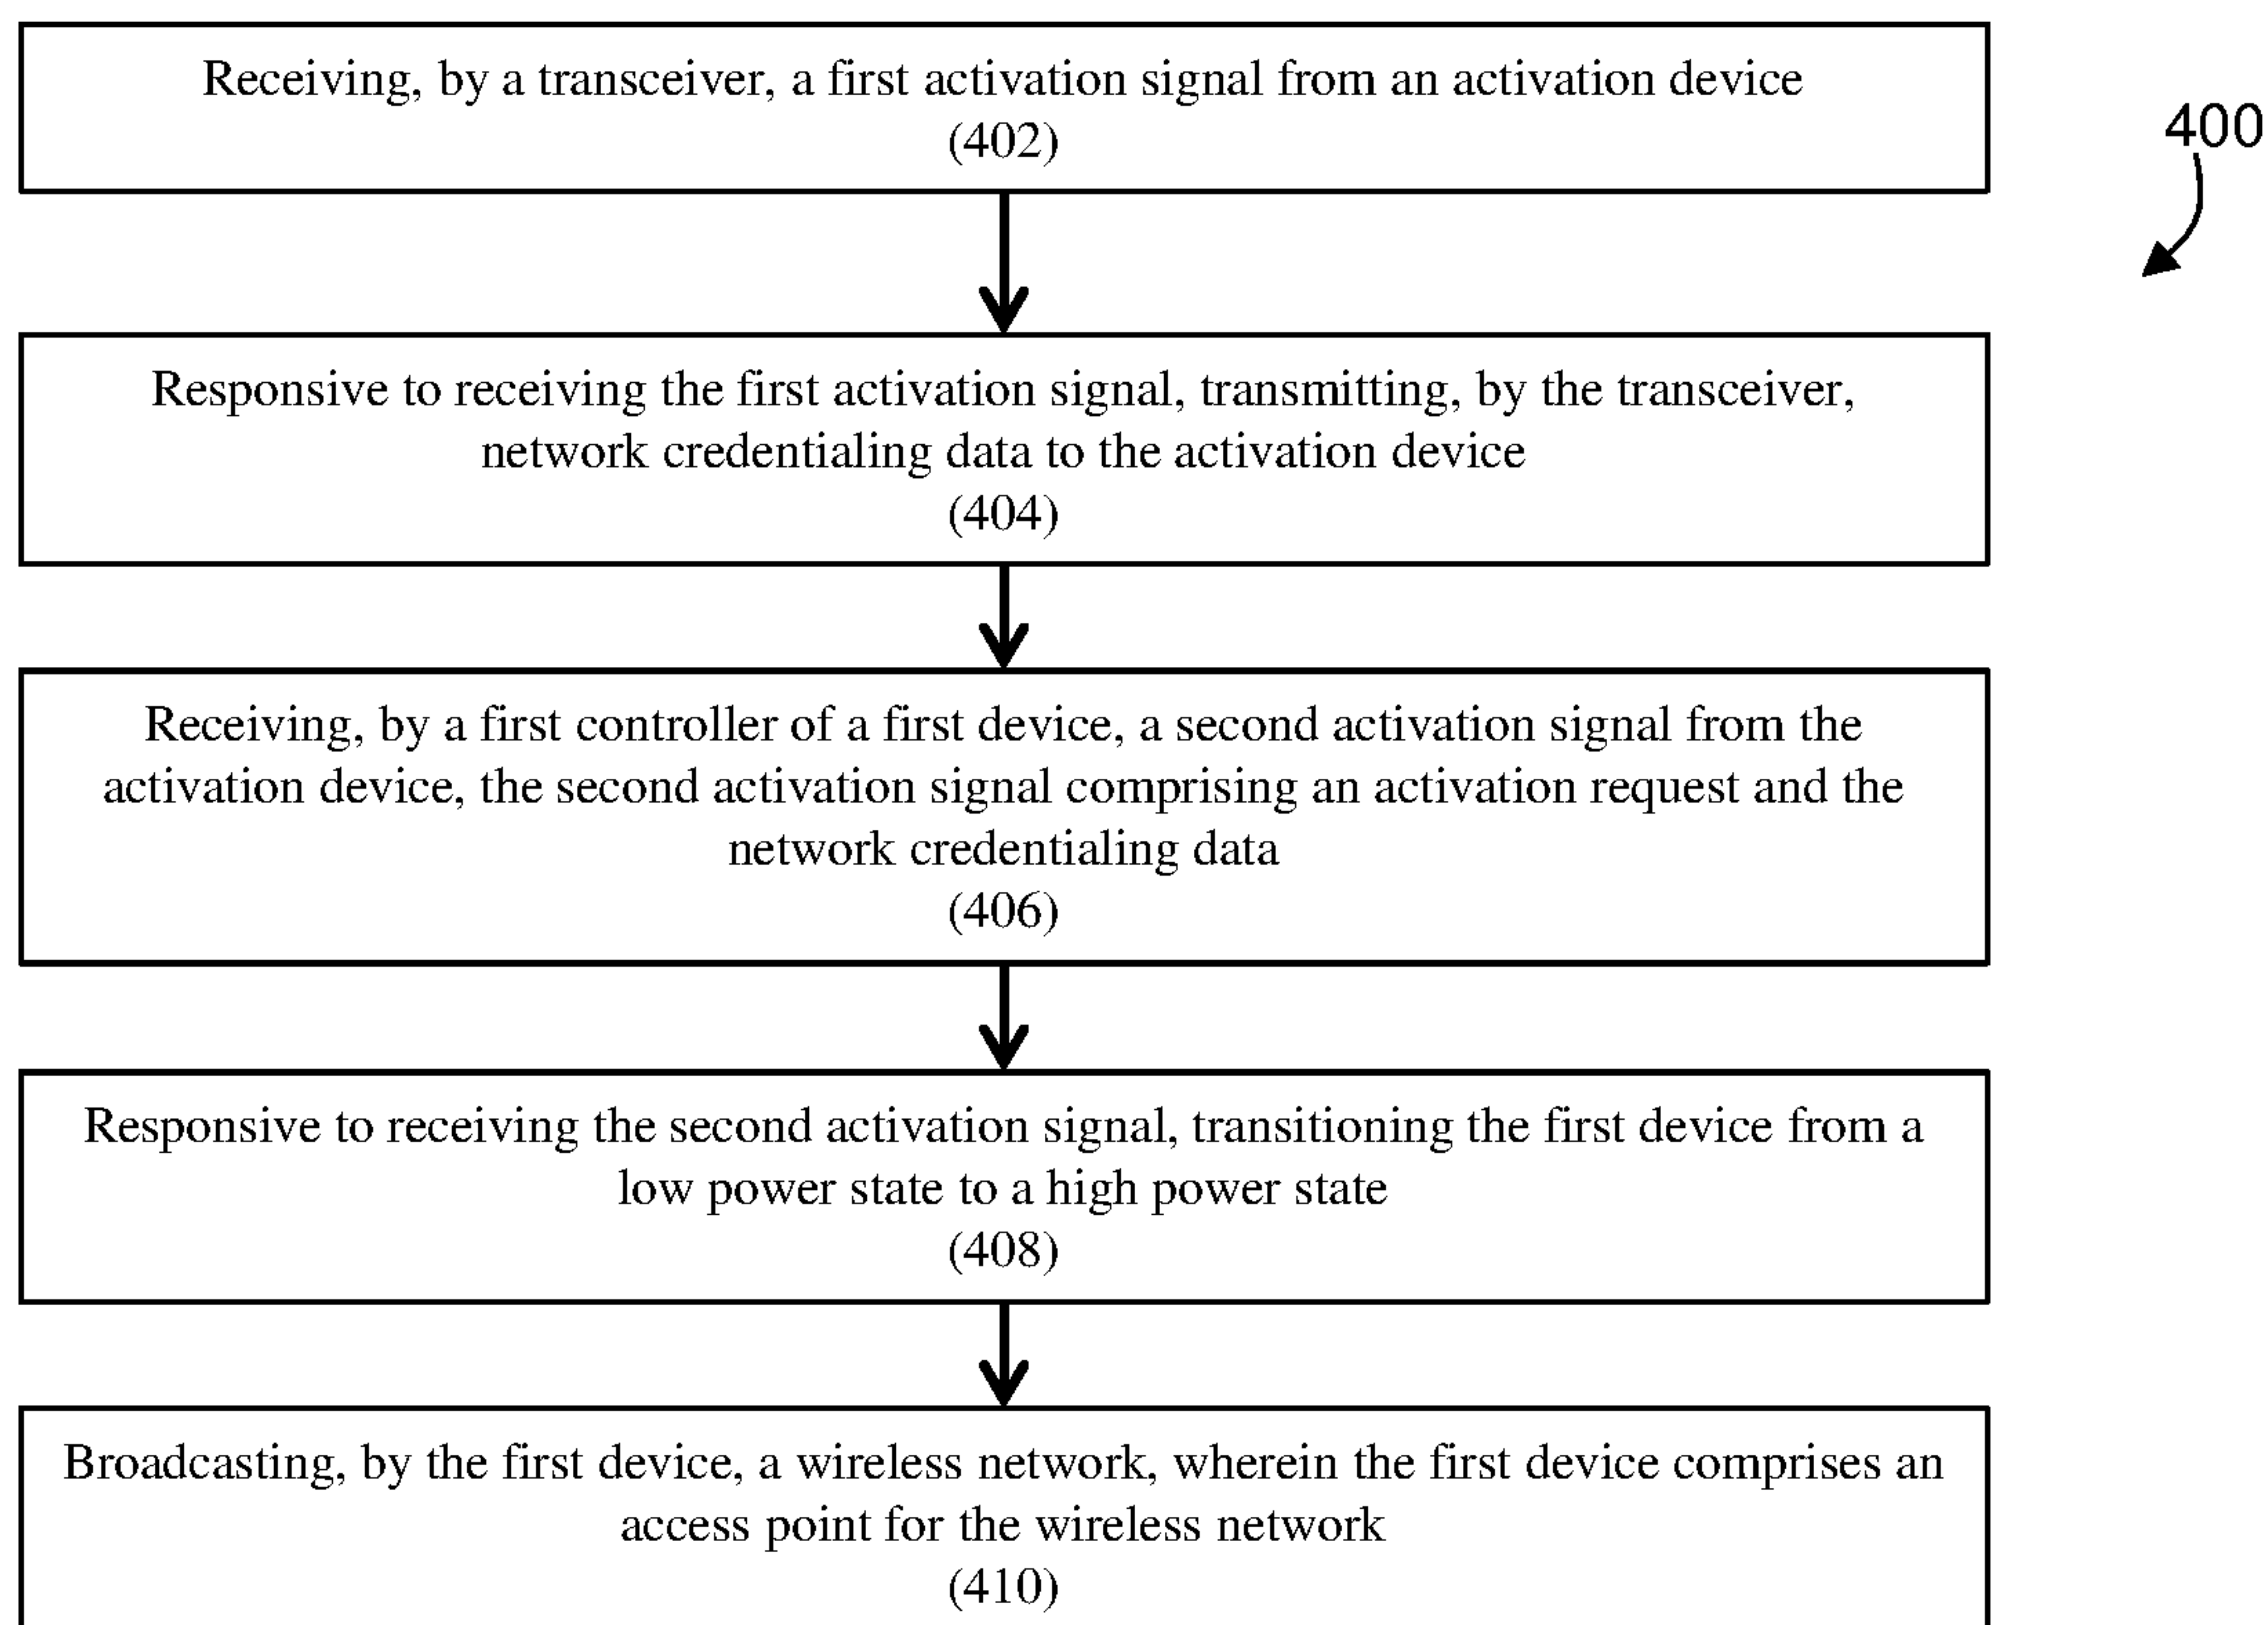 Receiving, by a transceiver, a first activation signal from an activation device
(402)
400
Responsive to receiving the first activation signal, transmitting, by the transceiver,
network credentialing data to the activation device
(404)
Receiving, by a first controller of a first device, a second activation signal from the
activation device, the second activation signal comprising an activation request and the
network credentialing data
(406)
Responsive to receiving the second activation signal, transitioning the first device from a
low power state to a high power state
(408)
Broadcasting, by the first device, a wireless network, wherein the first device comprises an
access point for the wireless network
(410)